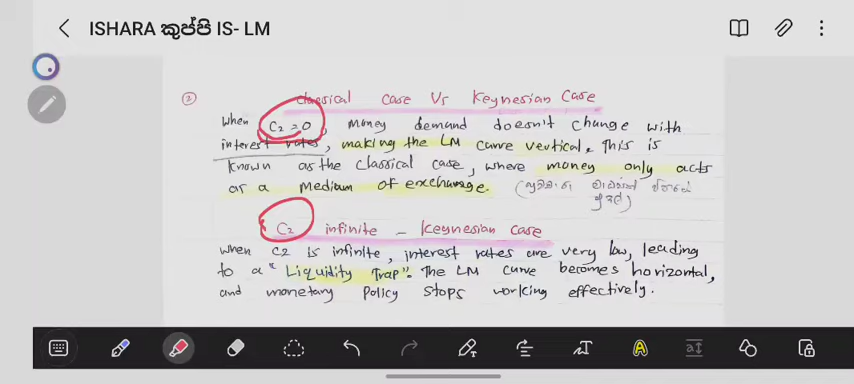 ISHARA කුප්පි IS- LM
② Classical case Vs Keynesian Case
When C2 = 0, money demand doesn't change with
interest rates, making the LM curve vertical. This is
known as the classical case, where money only acts
as a Medium of exchange.
C2 infinite - Keynesian case
when C2 is infinite, interest rates are very low, leading
to a "Liquidity Trap". The LM curve becomes horizontal,
and monetary Policy stops working effectively.